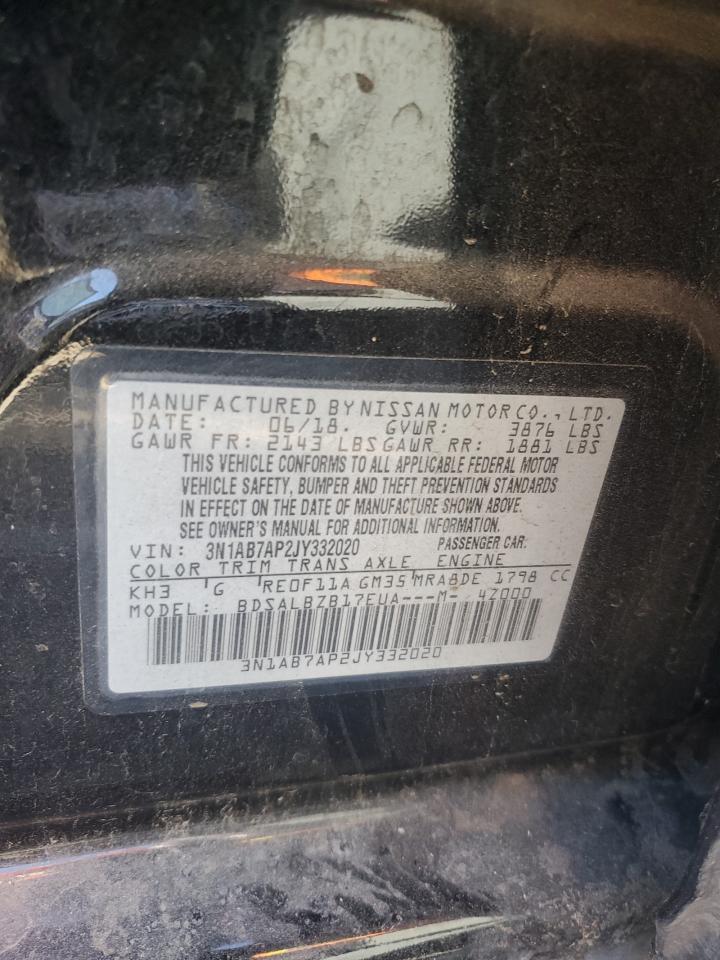 MANUFACTURED BY NISSAN MOTOR CO., LTD.
DATE: 06/18. GVWR: 3876 LBS
GAWR FR: 2143 LBS GAWR RR: 1881 LBS
THIS VEHICLE CONFORMS TO ALL APPLICABLE FEDERAL MOTOR
VEHICLE SAFETY, BUMPER AND THEFT PREVENTION STANDARDS
IN EFFECT ON THE DATE OF MANUFACTURE SHOWN ABOVE.
SEE OWNER'S MANUAL FOR ADDITIONAL INFORMATION.
VIN: 3N1AB7AP2JY332020 PASSENGER CAR.
COLOR TRIM TRANS AXLE ENGINE
KH3 G RE0F11A GM35 MRA8DE 1798 CC
MODEL: BDSALBZB17EUA---M- 4Z000
3N1AB7AP2JY332020